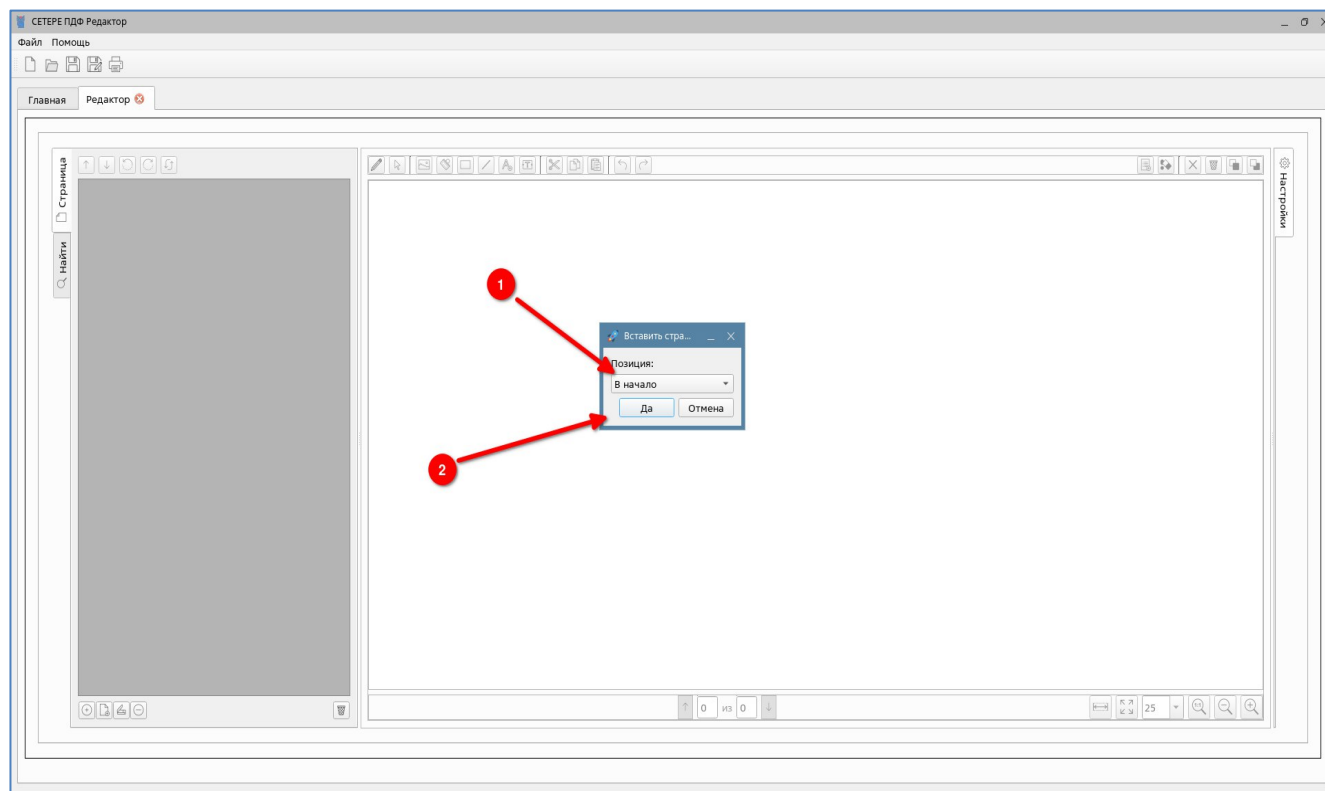 СЕТЕРЕ ПДФ Редактор
Файл Помощь
Главная Редактор
Страница
Найти
Настройки
1
Вставить стра...
Позиция:
В начало
Да Отмена
2
0 из 0
25